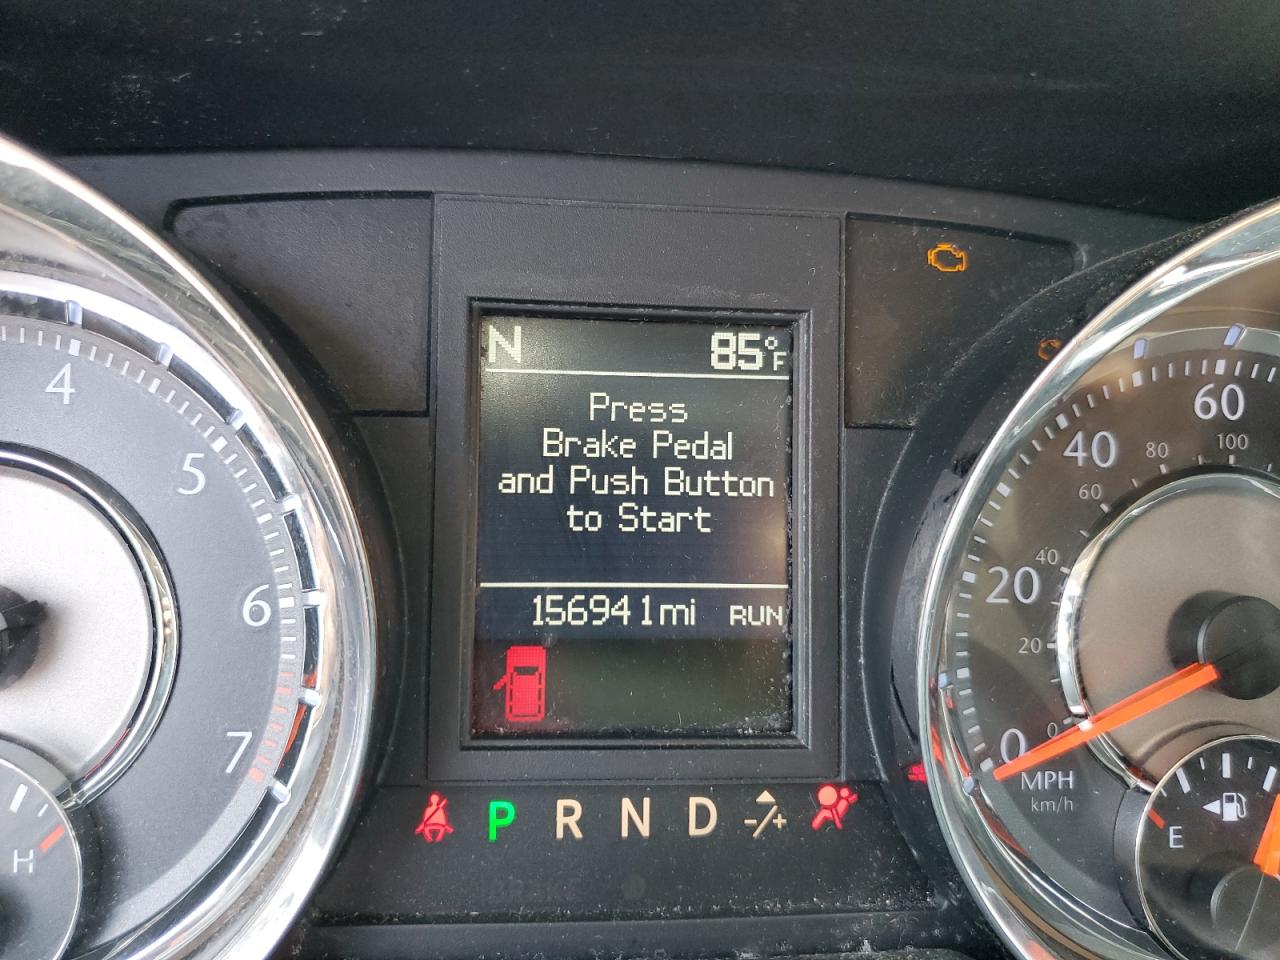 N 85°F
Press
Brake Pedal
and Push Button
to Start
156941mi RUN
P R N D -/+
4
5
6
7
H
0
20
40
60
0
20
40
60
80
100
MPH
km/h
E